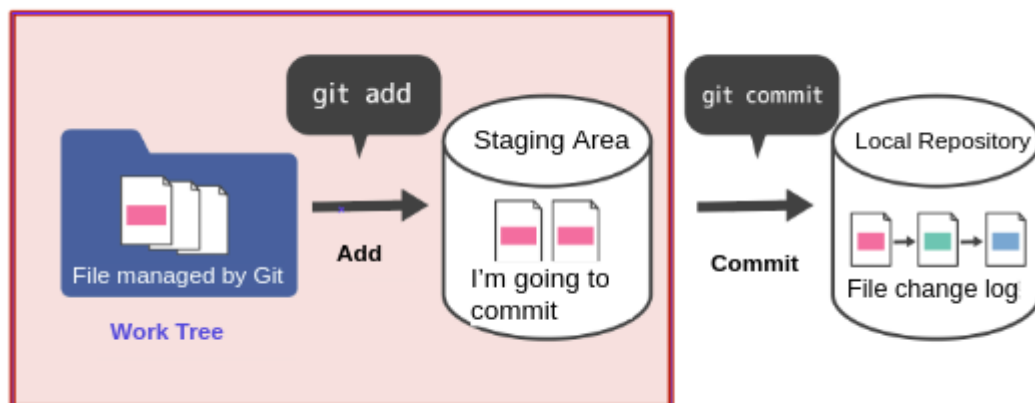 git add
git commit
Staging Area
Local Repository
File managed by Git
Add
I'm going to
commit
Commit
File change log
Work Tree